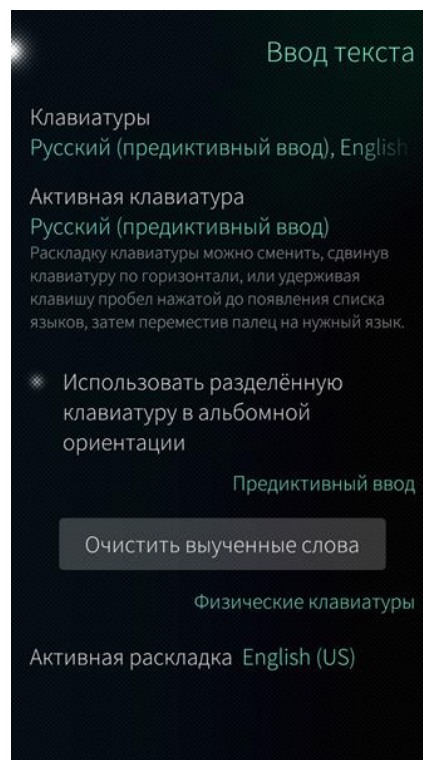 Ввод текста
Клавиатуры
Русский (предиктивный ввод), English
Активная клавиатура
Русский (предиктивный ввод)
Раскладку клавиатуры можно сменить, сдвинув
клавиатуру по горизонтали, или удерживая
клавишу пробел нажатой до появления списка
языков, затем переместив палец на нужный язык.
Использовать разделённую
клавиатуру в альбомной
ориентации
Предиктивный ввод
Очистить выученные слова
Физические клавиатуры
Активная раскладка English (US)